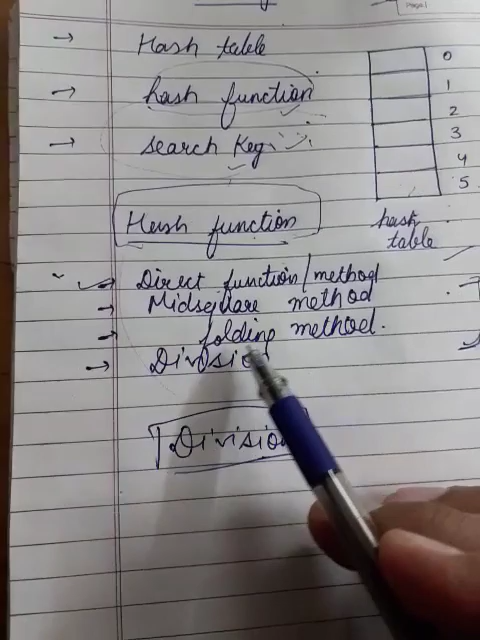 Page
→ Hash table
→ hash function
→ search Key
0
1
2
3
4
5
hash
table
Hash function
→ Direct function/method
→ Midsquare method
→ folding method.
→ Division
Division